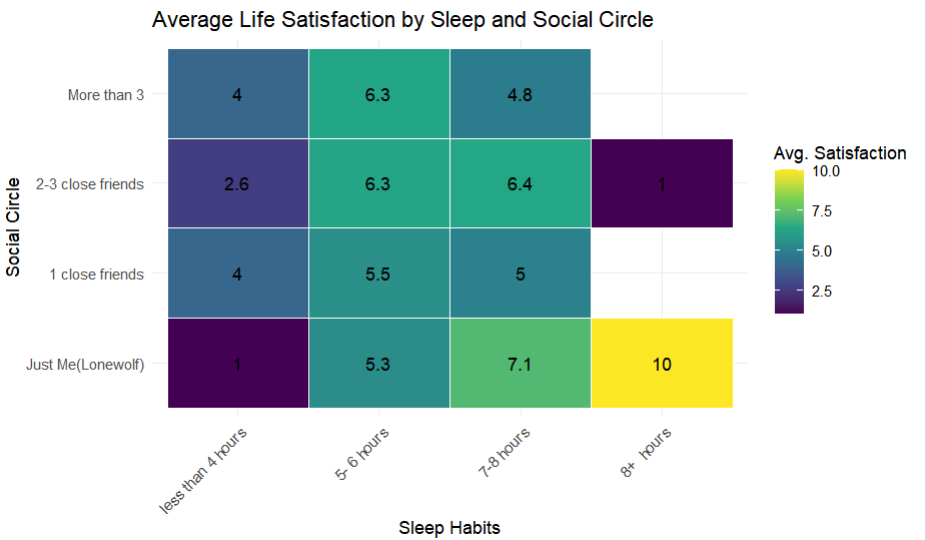 Average Life Satisfaction by Sleep and Social Circle
Social Circle
More than 3
4
6.3
4.8
2-3 close friends
2.6
6.3
6.4
1
1 close friends
4
5.5
5
Just Me(Lonewolf)
1
5.3
7.1
10
less than 4 hours
5- 6 hours
7-8 hours
8+ hours
Sleep Habits
Avg. Satisfaction
10.0
7.5
5.0
2.5